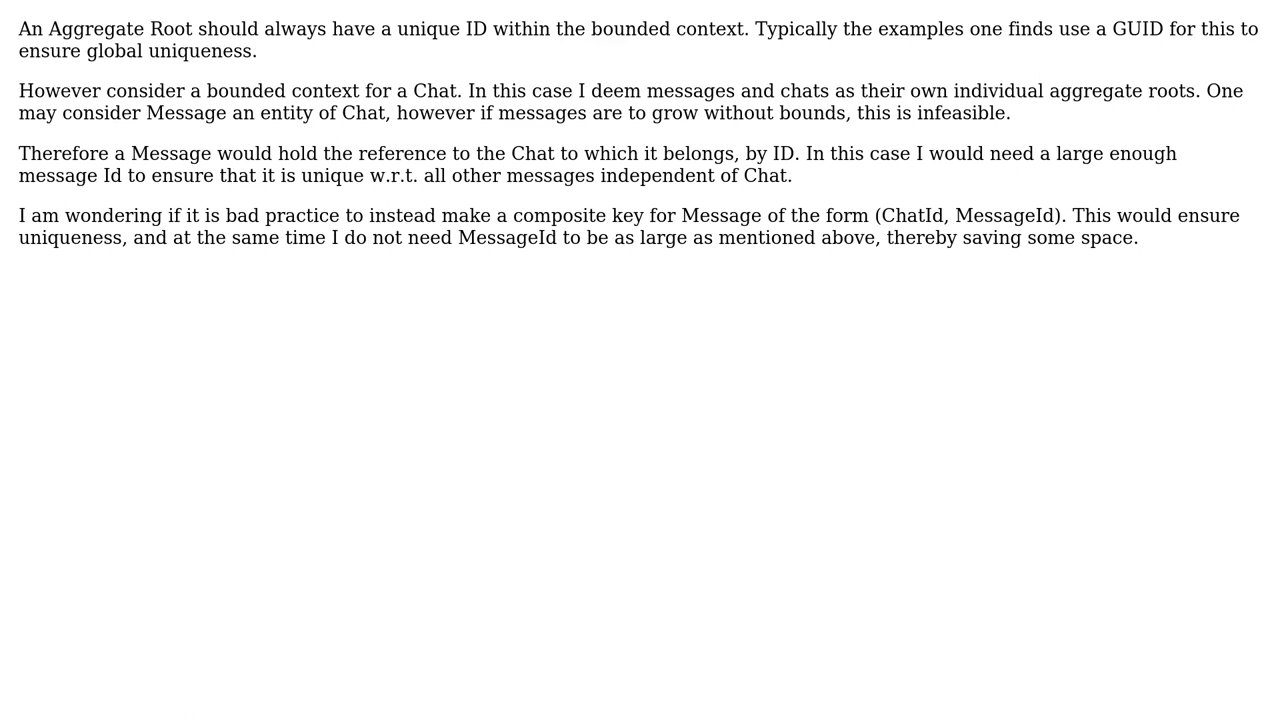 An Aggregate Root should always have a unique ID within the bounded context. Typically the examples one finds use a GUID for this to
ensure global uniqueness.
However consider a bounded context for a Chat. In this case I deem messages and chats as their own individual aggregate roots. One
may consider Message an entity of Chat, however if messages are to grow without bounds, this is infeasible.
Therefore a Message would hold the reference to the Chat to which it belongs, by ID. In this case I would need a large enough
message Id to ensure that it is unique w.r.t. all other messages independent of Chat.
I am wondering if it is bad practice to instead make a composite key for Message of the form (ChatId, MessageId). This would ensure
uniqueness, and at the same time I do not need MessageId to be as large as mentioned above, thereby saving some space.